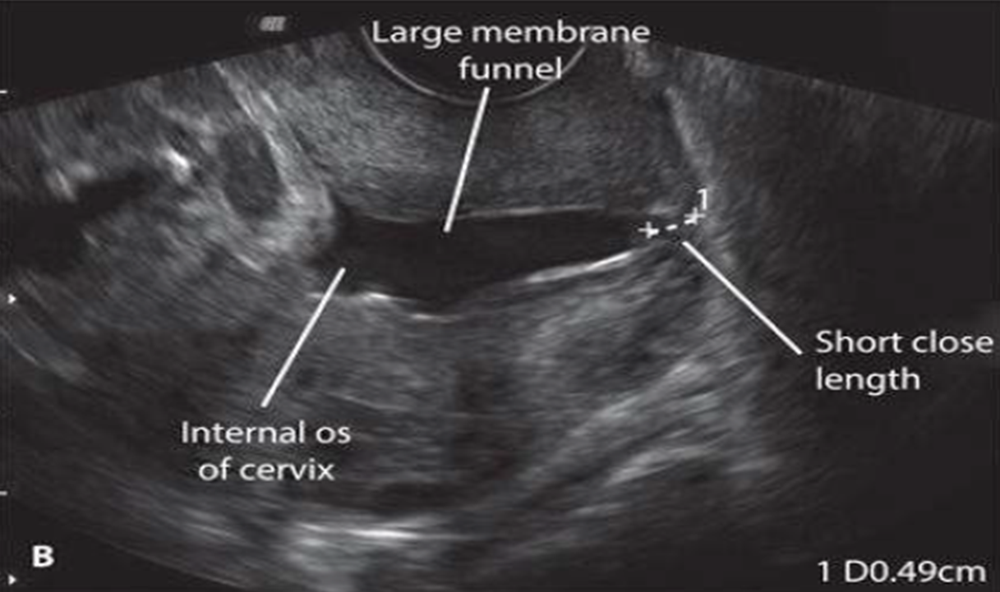 Large membrane
funnel
1
Short close
length
Internal os
of cervix
B
1 D0.49cm